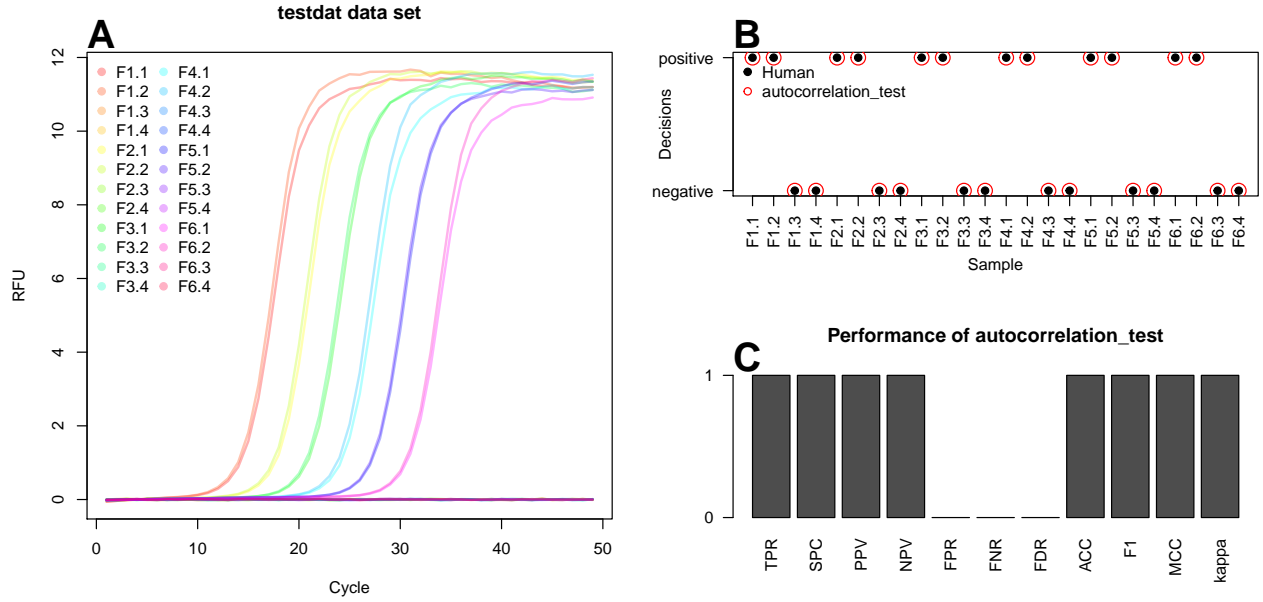 testdat data set
A
12
10
8
6
4
2
0
RFU
F1.1 F4.1
F1.2 F4.2
F1.3 F4.3
F1.4 F4.4
F2.1 F5.1
F2.2 F5.2
F2.3 F5.3
F2.4 F5.4
F3.1 F6.1
F3.2 F6.2
F3.3 F6.3
F3.4 F6.4
0 10 20 30 40 50
Cycle
B
positive
negative
Decisions
Human
autocorrelation_test
F1.1 F1.2 F1.3 F1.4 F2.1 F2.2 F2.3 F2.4 F3.1 F3.2 F3.3 F3.4 F4.1 F4.2 F4.3 F4.4 F5.1 F5.2 F5.3 F5.4 F6.1 F6.2 F6.3 F6.4
Sample
Performance of autocorrelation_test
C
1
0
TPR SPC PPV NPV FPR FNR FDR ACC F1 MCC kappa